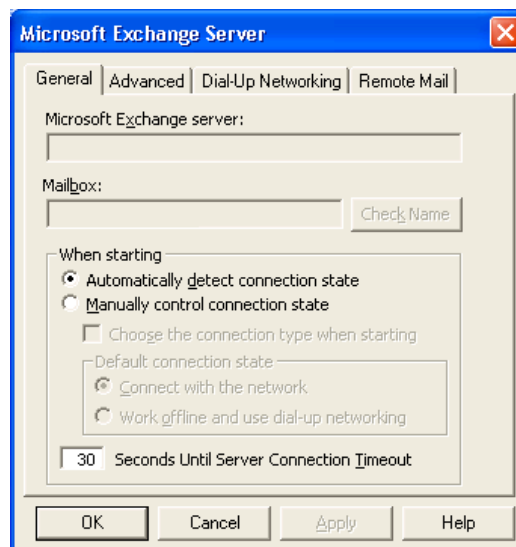 Microsoft Exchange Server
General Advanced Dial-Up Networking Remote Mail
Microsoft Exchange server:
Mailbox:
Check Name
When starting
Automatically detect connection state
Manually control connection state
Choose the connection type when starting
Default connection state
Connect with the network
Work offline and use dial-up networking
30 Seconds Until Server Connection Timeout
OK Cancel Apply Help